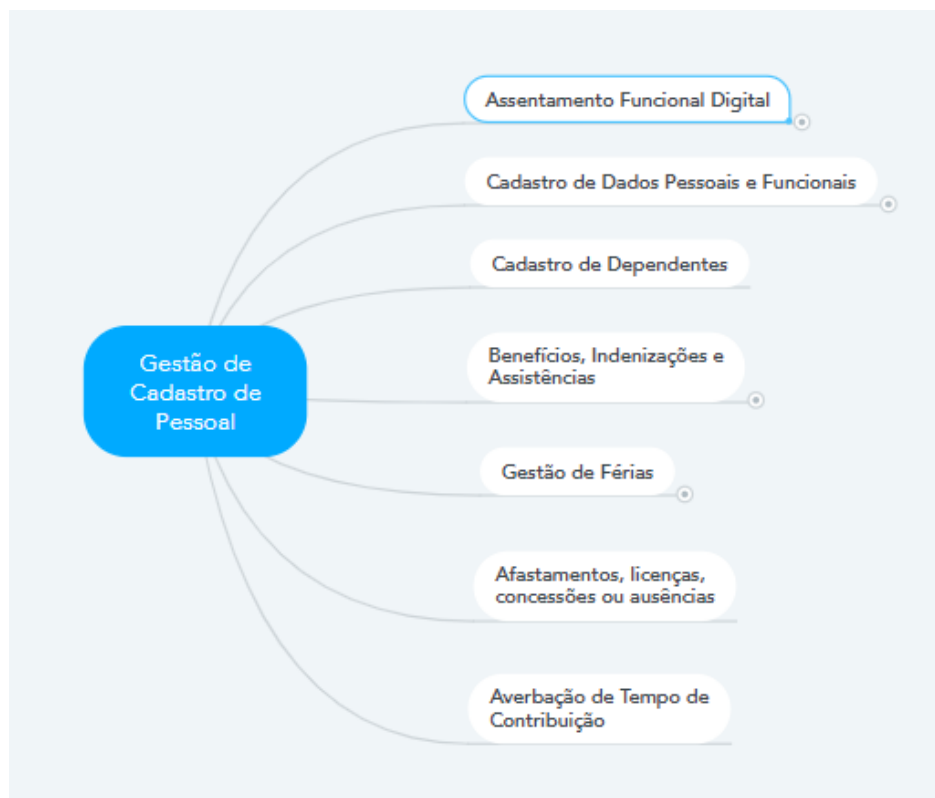 Assentamento Funcional Digital
Cadastro de Dados Pessoais e Funcionais
Cadastro de Dependentes
Gestão de
Cadastro de
Pessoal
Benefícios, Indenizações e
Assistências
Gestão de Férias
Afastamentos, licenças,
concessões ou ausências
Averbação de Tempo de
Contribuição